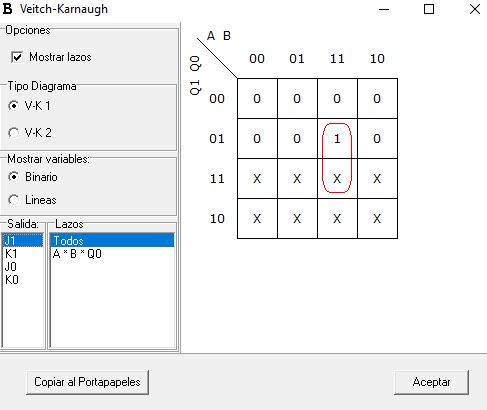 B Veitch-Karnaugh
Opciones
Mostrar lazos
Tipo Diagrama
V-K 1
V-K 2
Mostrar variables:
Binario
Lineas
Salida:
J1
K1
J0
K0
Lazos
Todos
A * B * Q0
A B
Q1 Q0
00 01 11 10
00 0 0 0 0
01 0 0 1 0
11 X X X X
10 X X X X
Copiar al Portapapeles
Aceptar